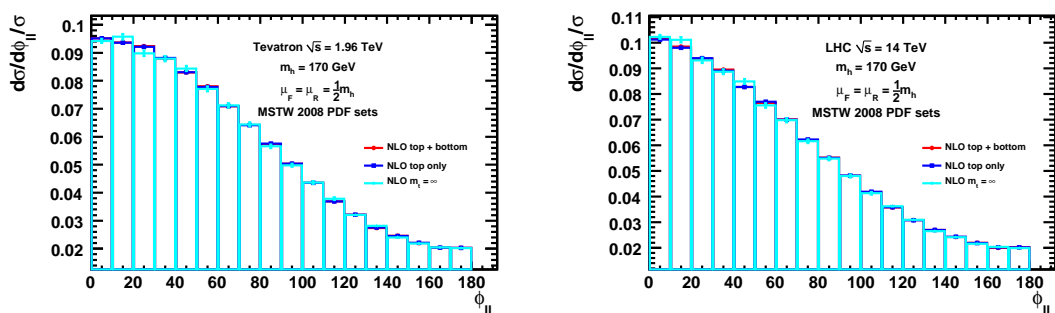 dσ/dϕ_ll/σ
0.1
0.09
0.08
0.07
0.06
0.05
0.04
0.03
0.02
Tevatron √s = 1.96 TeV
m_h = 170 GeV
μ_F = μ_R = 1/2 m_h
MSTW 2008 PDF sets
NLO top + bottom
NLO top only
NLO m_t = ∞
0 20 40 60 80 100 120 140 160 180
ϕ_ll
dσ/dϕ_ll/σ
0.11
0.1
0.09
0.08
0.07
0.06
0.05
0.04
0.03
0.02
LHC √s = 14 TeV
m_h = 170 GeV
μ_F = μ_R = 1/2 m_h
MSTW 2008 PDF sets
NLO top + bottom
NLO top only
NLO m_t = ∞
0 20 40 60 80 100 120 140 160 180
ϕ_ll